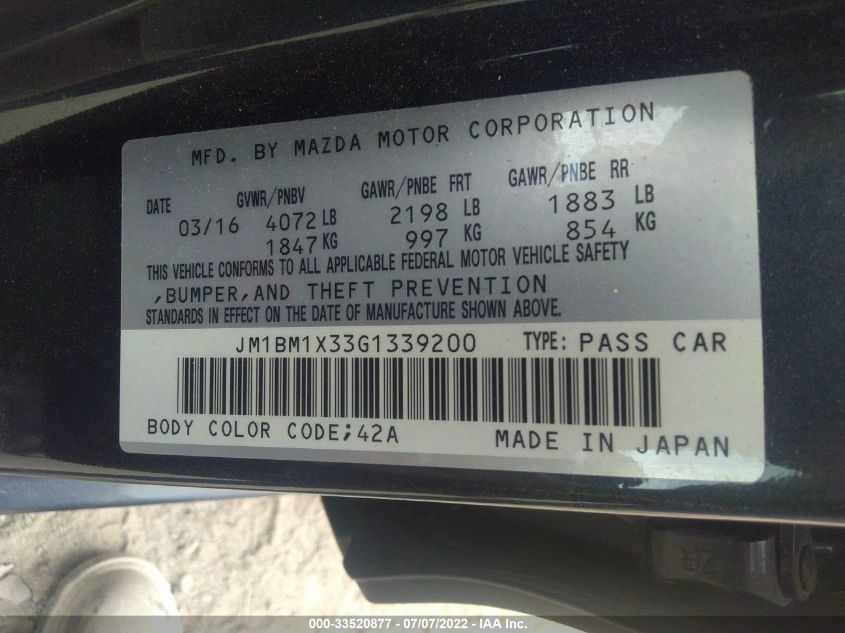 MFD. BY MAZDA MOTOR CORPORATION
DATE GVWR/PNBV GAWR/PNBE FRT GAWR/PNBE RR
03/16 4072 LB 2198 LB 1883 LB
1847 KG 997 KG 854 KG
THIS VEHICLE CONFORMS TO ALL APPLICABLE FEDERAL MOTOR VEHICLE SAFETY
,BUMPER,AND THEFT PREVENTION
STANDARDS IN EFFECT ON THE DATE OF MANUFACTURE SHOWN ABOVE.
JM1BM1X33G1339200 TYPE: PASS CAR
BODY COLOR CODE;42A MADE IN JAPAN
ZR
000-33520877 - 07/07/2022 - IAA Inc.